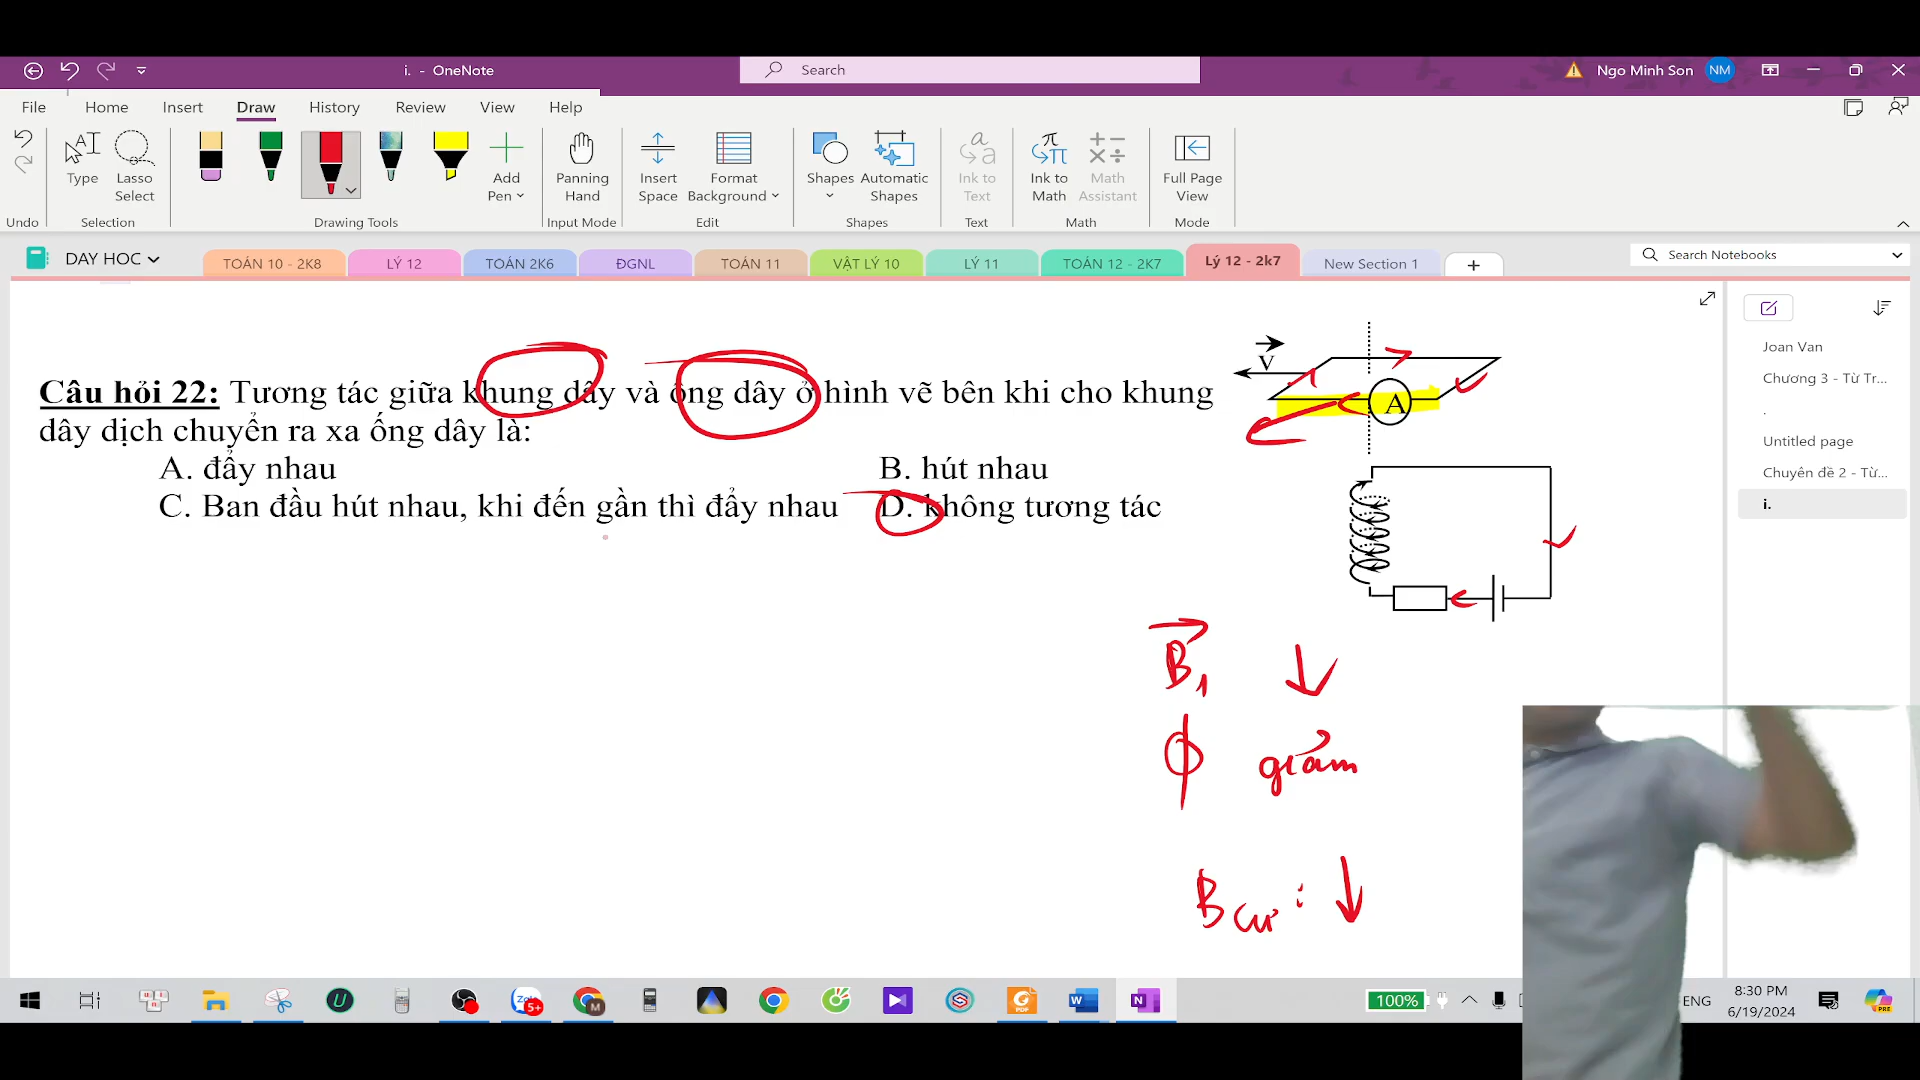 i. - OneNote
Search
Ngo Minh Son
NM
File Home Insert Draw History Review View Help
Type
Lasso Select
Add Pen
Panning Hand
Insert Space
Format Background
Shapes
Automatic Shapes
Ink to Text
Ink to Math
Math Assistant
Full Page View
Undo
Selection
Drawing Tools
Input Mode
Edit
Shapes
Text
Math
Mode
DAY HOC
TOÁN 10 - 2K8
LÝ 12
TOÁN 2K6
ĐGNL
TOÁN 11
VẬT LÝ 10
LÝ 11
TOÁN 12 - 2K7
Lý 12 - 2k7
New Section 1
+
Search Notebooks
Joan Van
Chương 3 - Từ Tr...
.
Untitled page
Chuyên đề 2 - Từ...
i.
Câu hỏi 22: Tương tác giữa khung dây và ống dây ở hình vẽ bên khi cho khung
dây dịch chuyển ra xa ống dây là:
A. đẩy nhau
B. hút nhau
C. Ban đầu hút nhau, khi đến gần thì đẩy nhau
D. không tương tác
v
A
B1 ↓
ϕ giảm
Bcư : ↓
100%
ENG
8:30 PM
6/19/2024